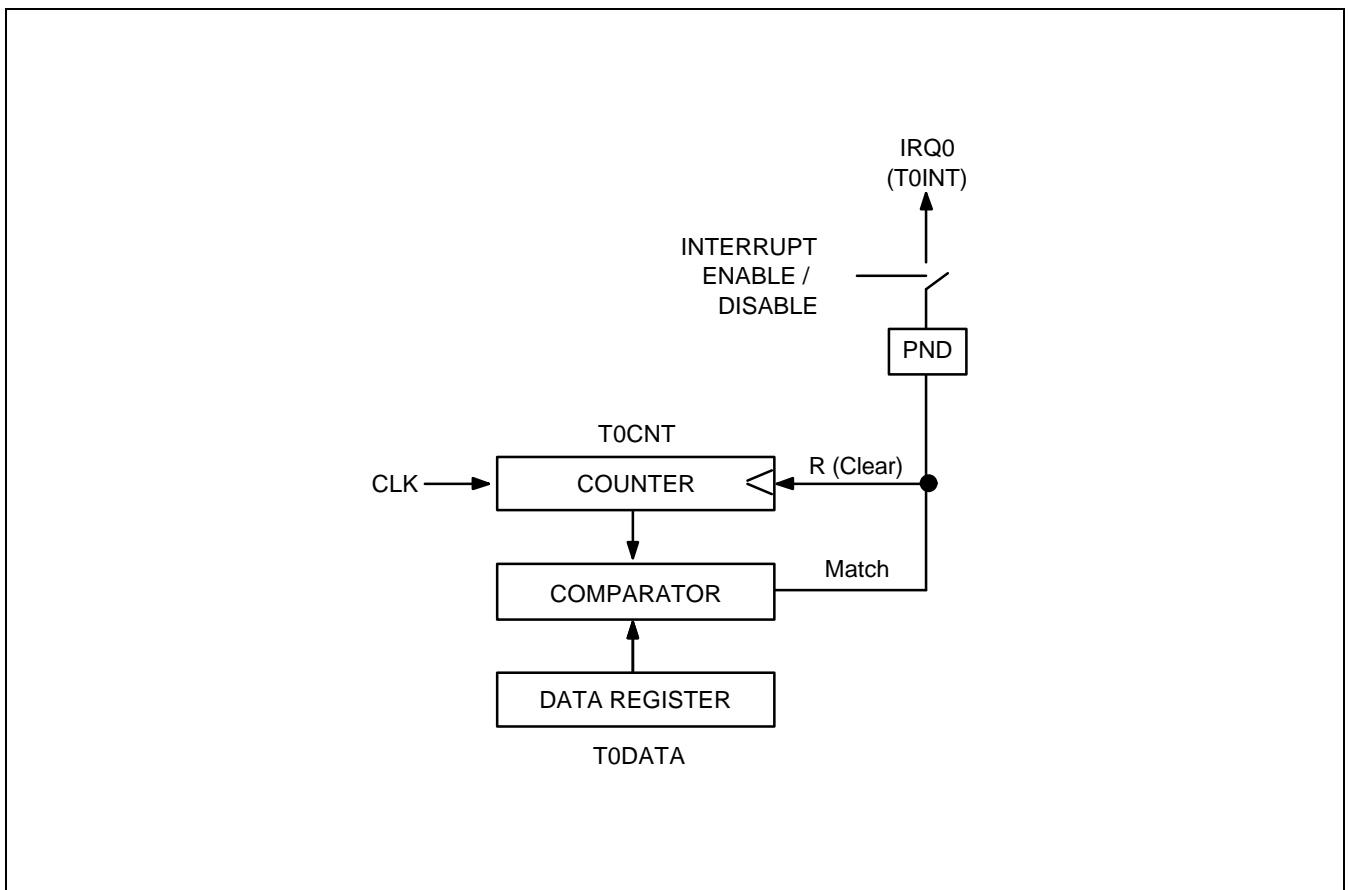 IRQ0
(T0INT)
INTERRUPT
ENABLE /
DISABLE
PND
T0CNT
R (Clear)
CLK
COUNTER
Match
COMPARATOR
DATA REGISTER
T0DATA